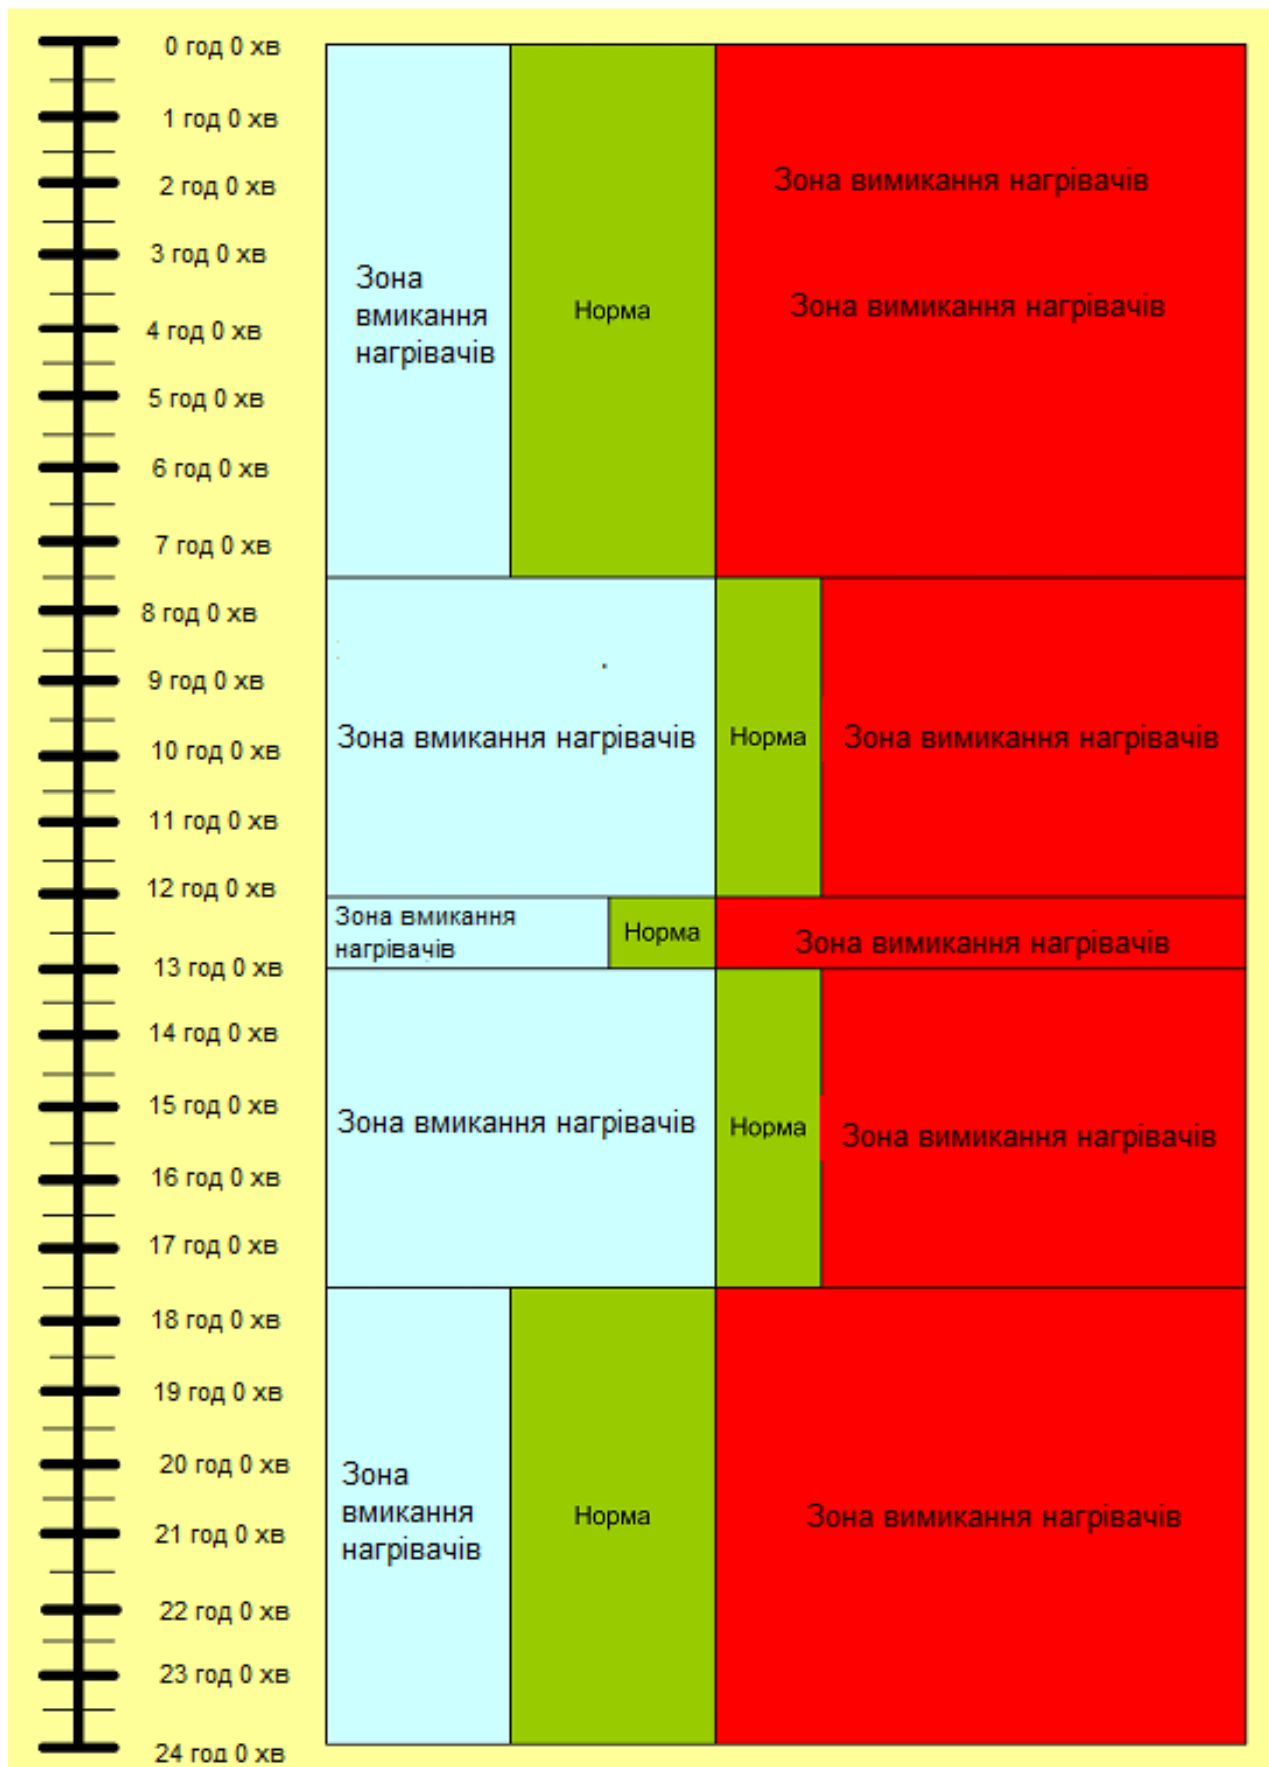 0 год 0 хв
1 год 0 хв
2 год 0 хв
3 год 0 хв
4 год 0 хв
5 год 0 хв
6 год 0 хв
7 год 0 хв
8 год 0 хв
9 год 0 хв
10 год 0 хв
11 год 0 хв
12 год 0 хв
13 год 0 хв
14 год 0 хв
15 год 0 хв
16 год 0 хв
17 год 0 хв
18 год 0 хв
19 год 0 хв
20 год 0 хв
21 год 0 хв
22 год 0 хв
23 год 0 хв
24 год 0 хв
Зона
вмикання
нагрівачів
Норма
Зона вимикання нагрівачів
Зона вимикання нагрівачів
Зона вмикання нагрівачів
Норма
Зона вимикання нагрівачів
Зона вмикання
нагрівачів
Норма
Зона вимикання нагрівачів
Зона вмикання нагрівачів
Норма
Зона вимикання нагрівачів
Зона
вмикання
нагрівачів
Норма
Зона вимикання нагрівачів